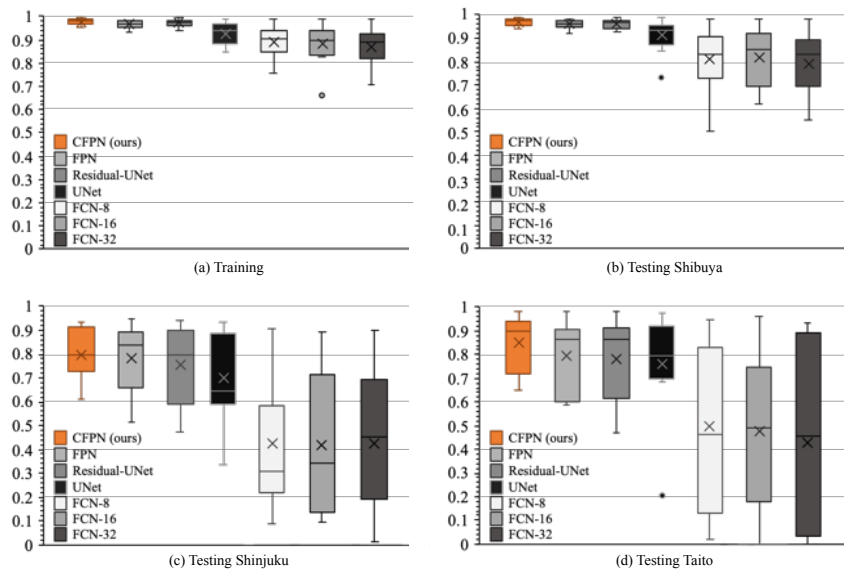 1
0.9
0.8
0.7
0.6
0.5
0.4
0.3
0.2
0.1
0
CFPN (ours)
FPN
Residual-UNet
UNet
FCN-8
FCN-16
FCN-32
(a) Training
1
0.9
0.8
0.7
0.6
0.5
0.4
0.3
0.2
0.1
0
CFPN (ours)
FPN
Residual-UNet
UNet
FCN-8
FCN-16
FCN-32
(b) Testing Shibuya
1
0.9
0.8
0.7
0.6
0.5
0.4
0.3
0.2
0.1
0
CFPN (ours)
FPN
Residual-UNet
UNet
FCN-8
FCN-16
FCN-32
(c) Testing Shinjuku
1
0.9
0.8
0.7
0.6
0.5
0.4
0.3
0.2
0.1
0
CFPN (ours)
FPN
Residual-UNet
UNet
FCN-8
FCN-16
FCN-32
(d) Testing Taito